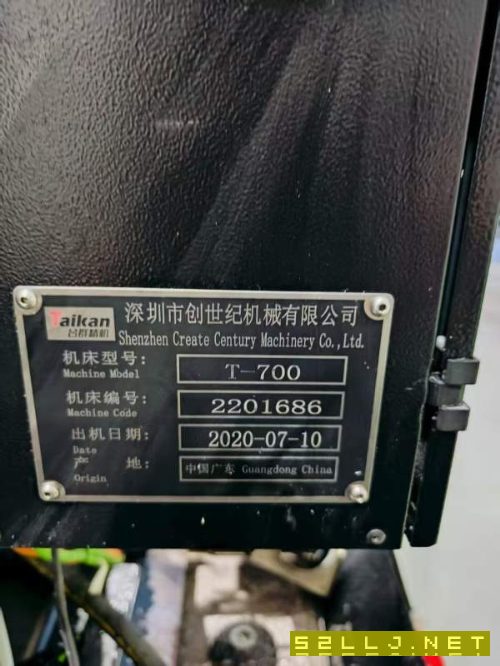 Taikan
台群精机
深圳市创世纪机械有限公司
Shenzhen Create Century Machinery Co.,Ltd.
机床型号:
Machine Mbdel
T-700
机床编号:
Machine Code
2201686
出机日期:
Date
2020-07-10
产 地:
Origin
中国广东 Guangdong China
52LLJ.NET